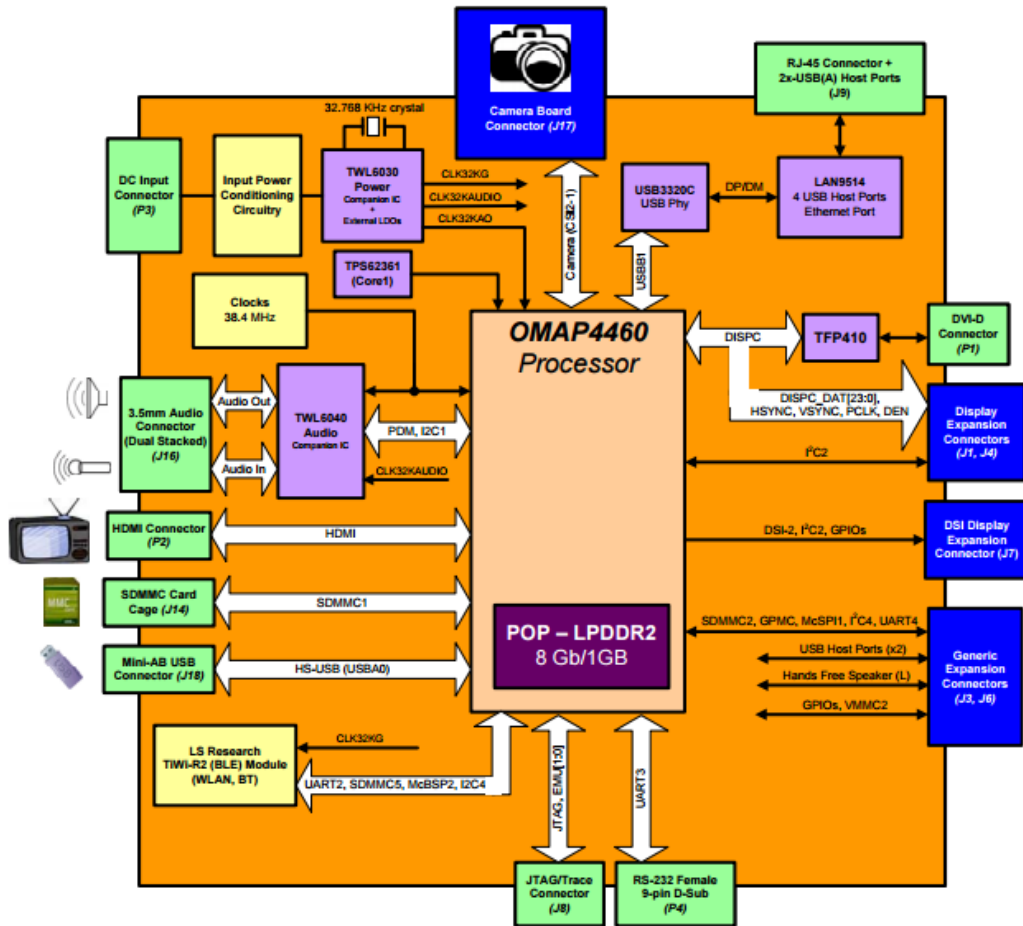 Camera Board
Connector (J17)
RJ-45 Connector +
2x-USB(A) Host Ports
(J9)
32.768 KHz crystal
DC Input
Connector
(P3)
Input Power
Conditioning
Circuitry
TWL6030
Power
Companion IC
+
External LDOs
CLK32KG
CLK32KAUDIO
CLK32KAO
Camera (CSI2-1)
USB3320C
USB Phy
DP/DM
LAN9514
4 USB Host Ports
Ethernet Port
USBB1
TPS62361
(Core1)
Clocks
38.4 MHz
OMAP4460
Processor
DISPC
TFP410
DVI-D
Connector
(P1)
DISPC_DAT[23:0],
HSYNC, VSYNC, PCLK, DEN
Display
Expansion
Connectors
(J1, J4)
I²C2
3.5mm Audio
Connector
(Dual Stacked)
(J16)
Audio Out
Audio In
TWL6040
Audio
Companion IC
PDM, I2C1
CLK32KAUDIO
HDMI Connector
(P2)
HDMI
DSI-2, I²C2, GPIOs
DSI Display
Expansion
Connector (J7)
MMC
SDMMC Card
Cage (J14)
SDMMC1
POP – LPDDR2
8 Gb/1GB
SDMMC2, GPMC, McSPI1, I²C4, UART4
USB Host Ports (x2)
Hands Free Speaker (L)
GPIOs, VMMC2
Generic
Expansion
Connectors
(J3, J6)
Mini-AB USB
Connector (J18)
HS-USB (USBA0)
LS Research
TiWi-R2 (BLE) Module
(WLAN, BT)
CLK32KG
UART2, SDMMC5, McBSP2, I2C4
JTAG, EMU[1:0]
UART3
JTAG/Trace
Connector
(J8)
RS-232 Female
9-pin D-Sub
(P4)